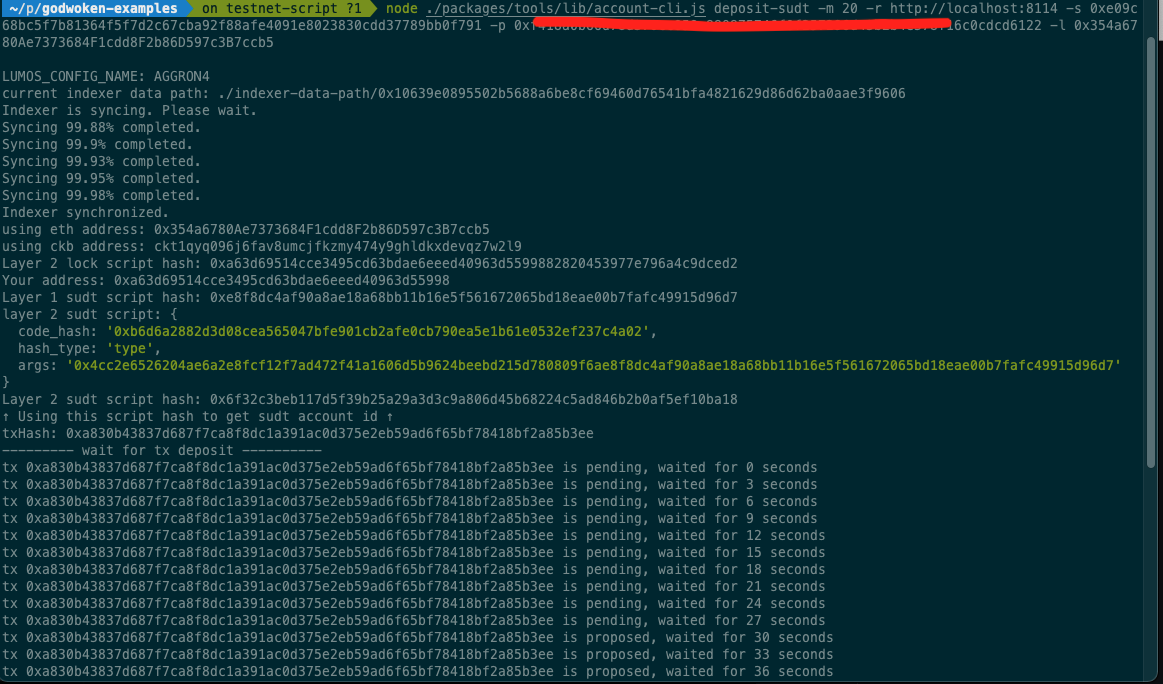 ~/p/godwoken-examples on testnet-script ?1 node ./packages/tools/lib/account-cli.js deposit-sudt -m 20 -r http://localhost:8114 -s 0xe09c
68bc5f7b81364f5f7d2c67cba92f88afe4091e8023830cdd37789bb0f791 -p 16c0cdcd6122 -l 0x354a67
80Ae7373684F1cdd8F2b86D597c3B7ccb5
LUMOS_CONFIG_NAME: AGGRON4
current indexer data path: ./indexer-data-path/0x10639e0895502b5688a6be8cf69460d76541bfa4821629d86d62ba0aae3f9606
Indexer is syncing. Please wait.
Syncing 99.88% completed.
Syncing 99.9% completed.
Syncing 99.93% completed.
Syncing 99.95% completed.
Syncing 99.98% completed.
Indexer synchronized.
using eth address: 0x354a6780Ae7373684F1cdd8F2b86D597c3B7ccb5
using ckb address: ckt1qyq096j6fav8umcjfkzmy474y9ghldkxdevqz7w2l9
Layer 2 lock script hash: 0xa63d69514cce3495cd63bdae6eeed40963d5599882820453977e796a4c9dced2
Your address: 0xa63d69514cce3495cd63bdae6eeed40963d55998
Layer 1 sudt script hash: 0xe8f8dc4af90a8ae18a68bb11b16e5f561672065bd18eae00b7fafc49915d96d7
layer 2 sudt script: {
  code_hash: '0xb6d6a2882d3d08cea565047bfe901cb2afe0cb790ea5e1b61e0532ef237c4a02',
  hash_type: 'type',
  args: '0x4cc2e6526204ae6a2e8fcf12f7ad472f41a1606d5b9624beebd215d780809f6ae8f8dc4af90a8ae18a68bb11b16e5f561672065bd18eae00b7fafc49915d96d7'
}
Layer 2 sudt script hash: 0x6f32c3beb117d5f39b25a29a3d3c9a806d45b68224c5ad846b2b0af5ef10ba18
↑ Using this script hash to get sudt account id ↑
txHash: 0xa830b43837d687f7ca8f8dc1a391ac0d375e2eb59ad6f65bf78418bf2a85b3ee
--------- wait for tx deposit ----------
tx 0xa830b43837d687f7ca8f8dc1a391ac0d375e2eb59ad6f65bf78418bf2a85b3ee is pending, waited for 0 seconds
tx 0xa830b43837d687f7ca8f8dc1a391ac0d375e2eb59ad6f65bf78418bf2a85b3ee is pending, waited for 3 seconds
tx 0xa830b43837d687f7ca8f8dc1a391ac0d375e2eb59ad6f65bf78418bf2a85b3ee is pending, waited for 6 seconds
tx 0xa830b43837d687f7ca8f8dc1a391ac0d375e2eb59ad6f65bf78418bf2a85b3ee is pending, waited for 9 seconds
tx 0xa830b43837d687f7ca8f8dc1a391ac0d375e2eb59ad6f65bf78418bf2a85b3ee is pending, waited for 12 seconds
tx 0xa830b43837d687f7ca8f8dc1a391ac0d375e2eb59ad6f65bf78418bf2a85b3ee is pending, waited for 15 seconds
tx 0xa830b43837d687f7ca8f8dc1a391ac0d375e2eb59ad6f65bf78418bf2a85b3ee is pending, waited for 18 seconds
tx 0xa830b43837d687f7ca8f8dc1a391ac0d375e2eb59ad6f65bf78418bf2a85b3ee is pending, waited for 21 seconds
tx 0xa830b43837d687f7ca8f8dc1a391ac0d375e2eb59ad6f65bf78418bf2a85b3ee is pending, waited for 24 seconds
tx 0xa830b43837d687f7ca8f8dc1a391ac0d375e2eb59ad6f65bf78418bf2a85b3ee is pending, waited for 27 seconds
tx 0xa830b43837d687f7ca8f8dc1a391ac0d375e2eb59ad6f65bf78418bf2a85b3ee is proposed, waited for 30 seconds
tx 0xa830b43837d687f7ca8f8dc1a391ac0d375e2eb59ad6f65bf78418bf2a85b3ee is proposed, waited for 33 seconds
tx 0xa830b43837d687f7ca8f8dc1a391ac0d375e2eb59ad6f65bf78418bf2a85b3ee is proposed, waited for 36 seconds